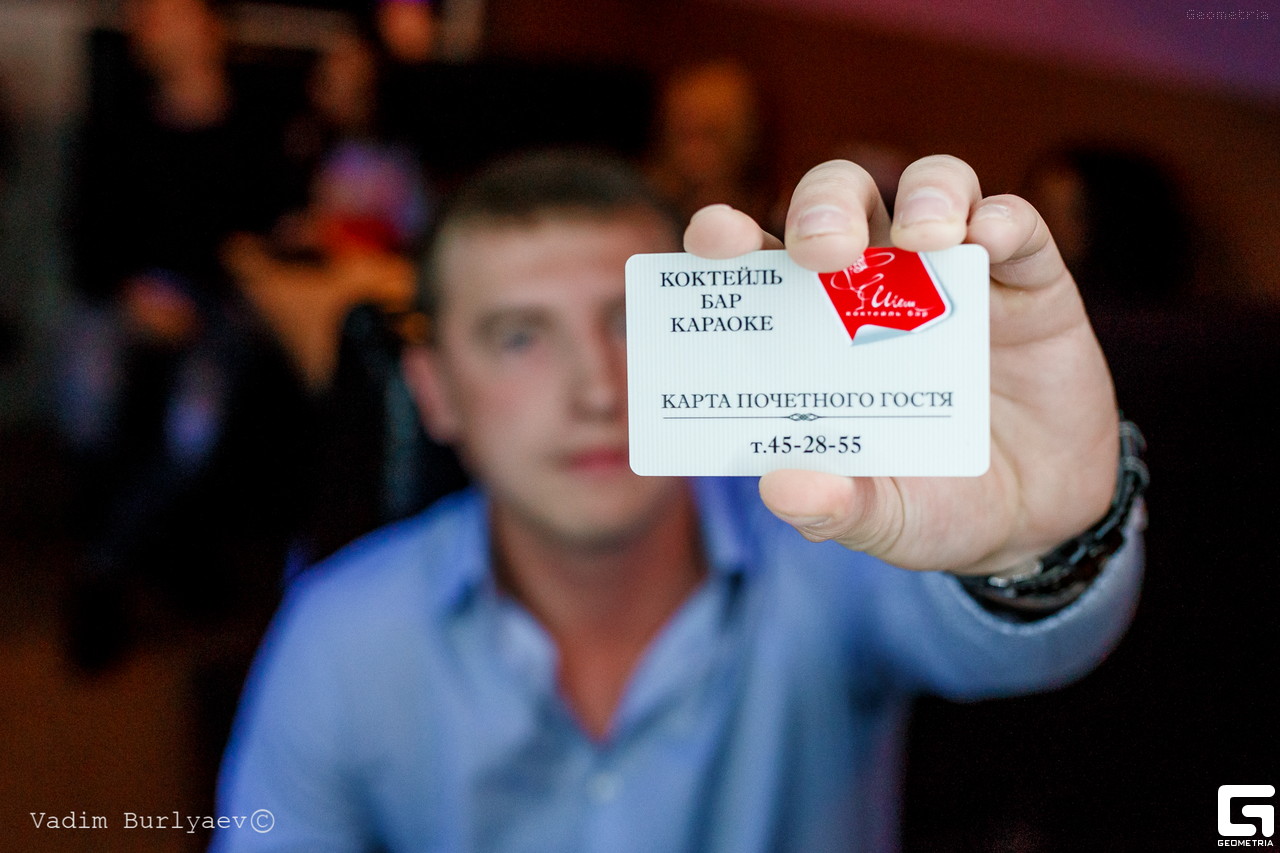 Geometria
КОКТЕЙЛЬ
БАР
КАРАОКЕ
коктейль бар
КАРТА ПОЧЕТНОГО ГОСТЯ
т.45-28-55
Vadim Burlyaev©
GEOMETRIA